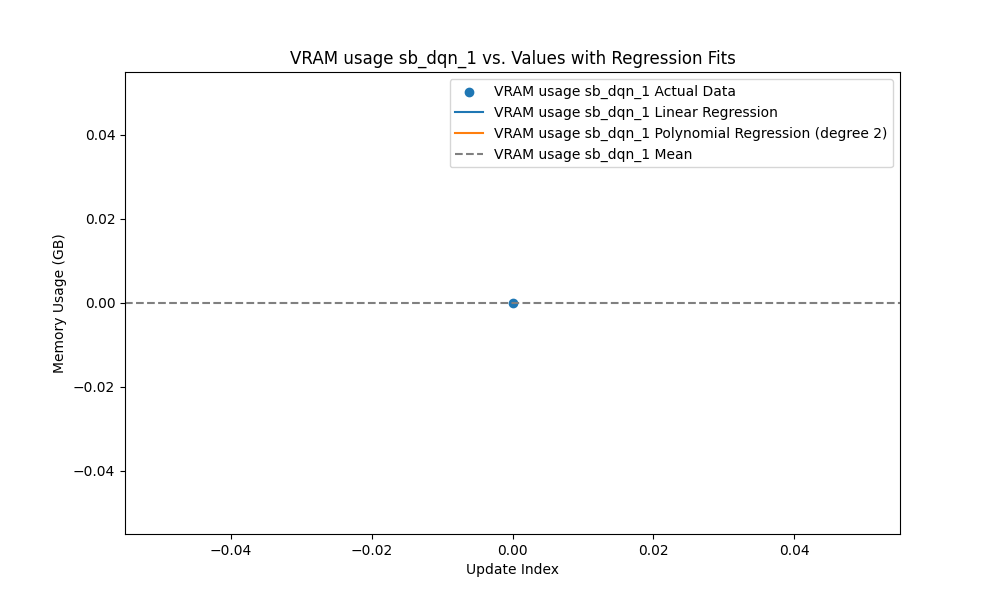 VRAM usage sb_dqn_1 vs. Values with Regression Fits
VRAM usage sb_dqn_1 Actual Data
VRAM usage sb_dqn_1 Linear Regression
VRAM usage sb_dqn_1 Polynomial Regression (degree 2)
VRAM usage sb_dqn_1 Mean
Memory Usage (GB)
0.04
0.02
0.00
−0.02
−0.04
−0.04
−0.02
0.00
0.02
0.04
Update Index